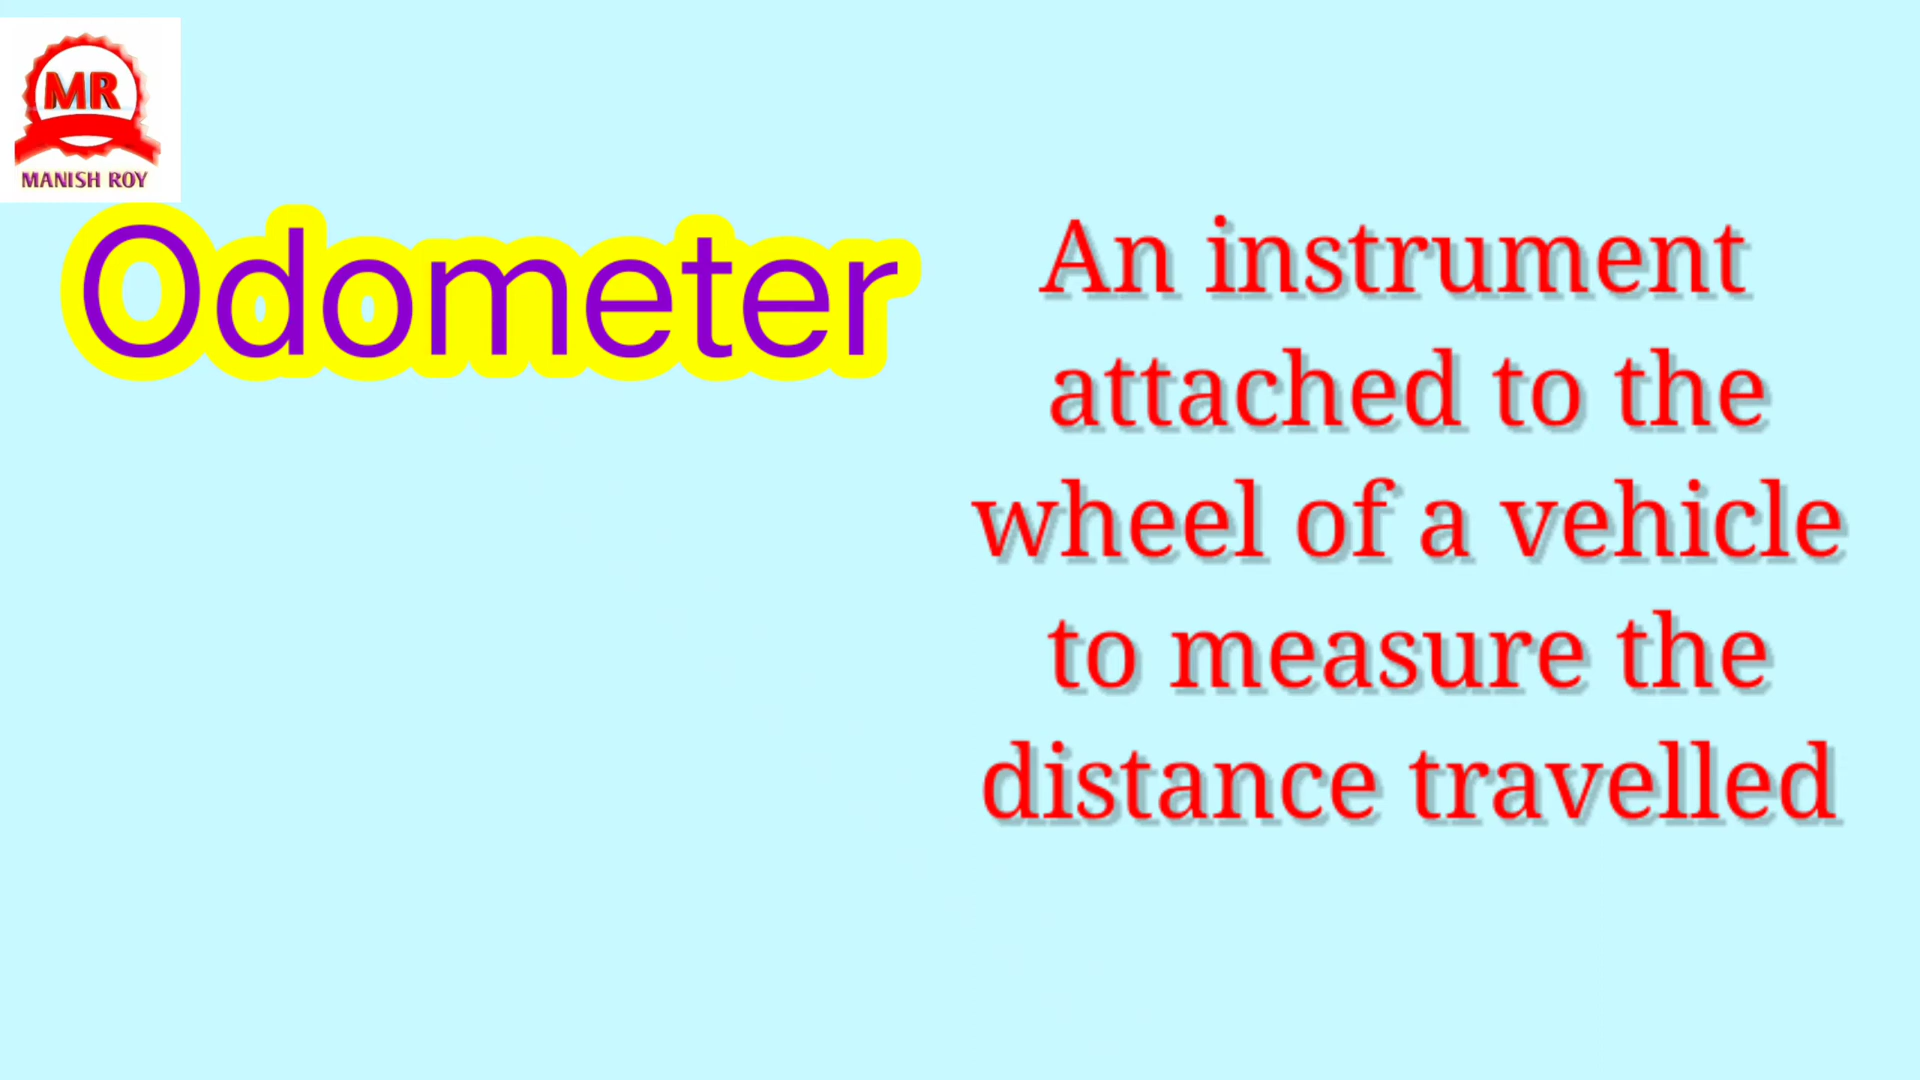 MR
MANISH ROY
Odometer
An instrument
attached to the
wheel of a vehicle
to measure the
distance travelled